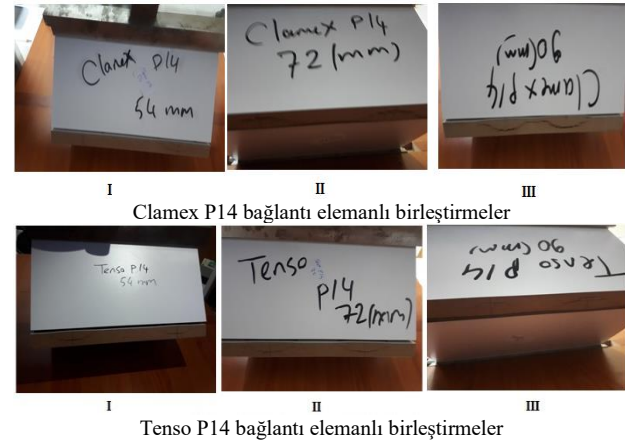 Clamex P14
54 mm
Clamex P14
72 (mm)
Clamex P14
90 (mm)
I
II
III
Clamex P14 bağlantı elemanlı birleştirmeler
Tenso P14
54 mm
Tenso
P14
72 (mm)
Tenso P14
90 (mm)
I
II
III
Tenso P14 bağlantı elemanlı birleştirmeler